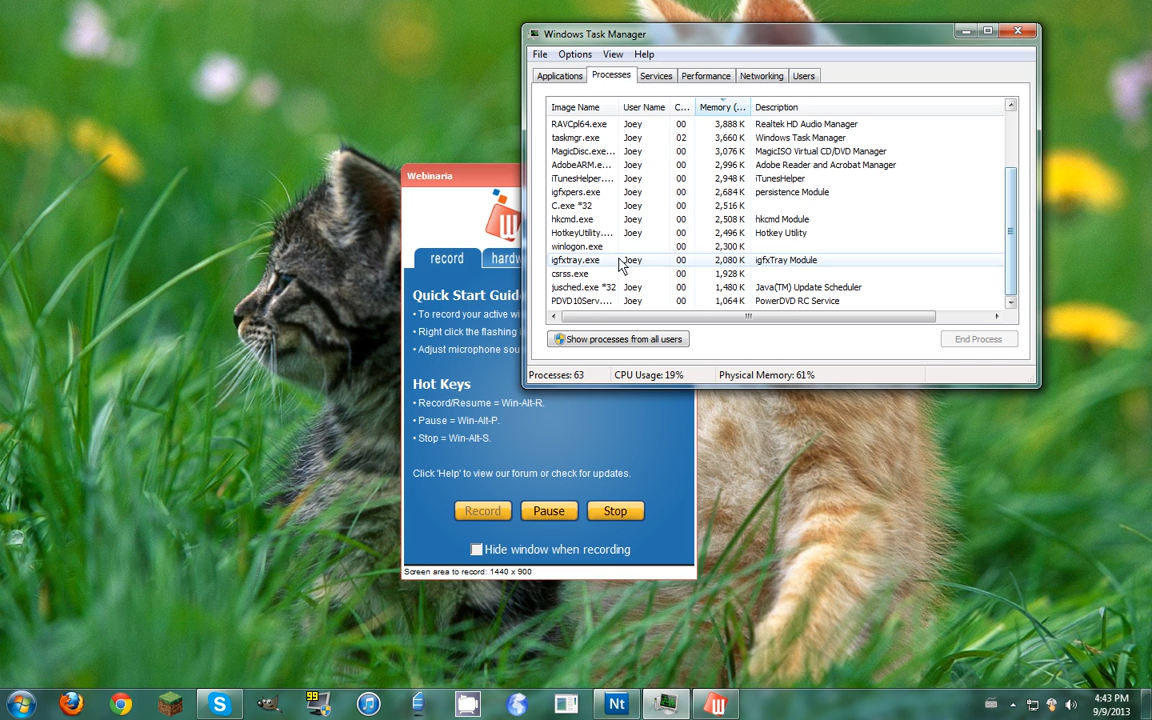 Windows Task Manager
File Options View Help
Applications Processes Services Performance Networking Users
Image Name User Name C... Memory (... Description
RAVCpl64.exe Joey 00 3,888 K Realtek HD Audio Manager
taskmgr.exe Joey 02 3,660 K Windows Task Manager
MagicDisc.exe... Joey 00 3,076 K MagicISO Virtual CD/DVD Manager
AdobeARM.e... Joey 00 2,996 K Adobe Reader and Acrobat Manager
iTunesHelper.... Joey 00 2,948 K iTunesHelper
igfxpers.exe Joey 00 2,684 K persistence Module
C.exe *32 Joey 00 2,516 K
hkcmd.exe Joey 00 2,508 K hkcmd Module
HotkeyUtility.... Joey 00 2,496 K Hotkey Utility
winlogon.exe 00 2,300 K
igfxtray.exe Joey 00 2,080 K igfxTray Module
csrss.exe 00 1,928 K
jusched.exe *32 Joey 00 1,480 K Java(TM) Update Scheduler
PDVD10Serv.... Joey 00 1,064 K PowerDVD RC Service
Show processes from all users End Process
Processes: 63 CPU Usage: 19% Physical Memory: 61%
Webinaria
record hardw
Quick Start Guid
• To record your active wi
• Right click the flashing
• Adjust microphone sou
Hot Keys
• Record/Resume = Win-Alt-R.
• Pause = Win-Alt-P.
• Stop = Win-Alt-S.
Click 'Help' to view our forum or check for updates.
Record Pause Stop
Hide window when recording
Screen area to record: 1440 x 900
99
Nt
4:43 PM
9/9/2013